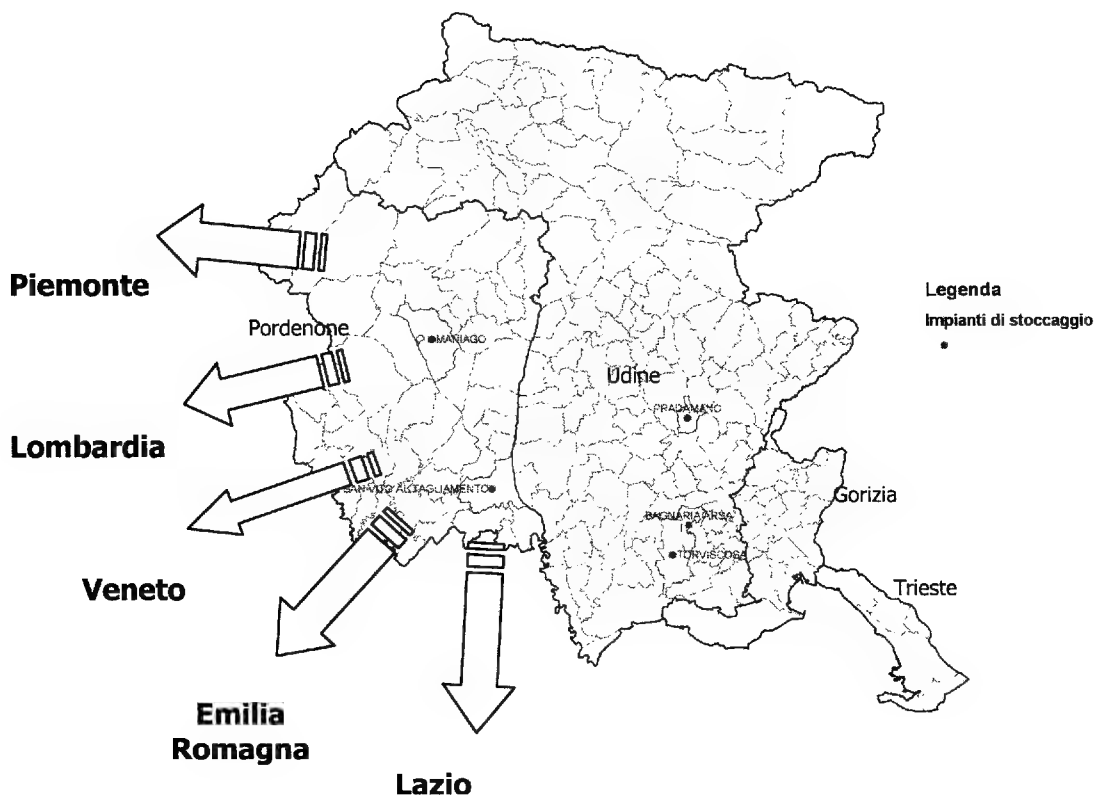 Piemonte
Pordenone
MANIAGO
Lombardia
Udine
PRADAMANO
SAN VITO AL TAGLIAMENTO
Veneto
BAGNARIA ARSA
TORVISCOSA
Gorizia
Trieste
Emilia
Romagna
Lazio
Legenda
Impianti di stoccaggio